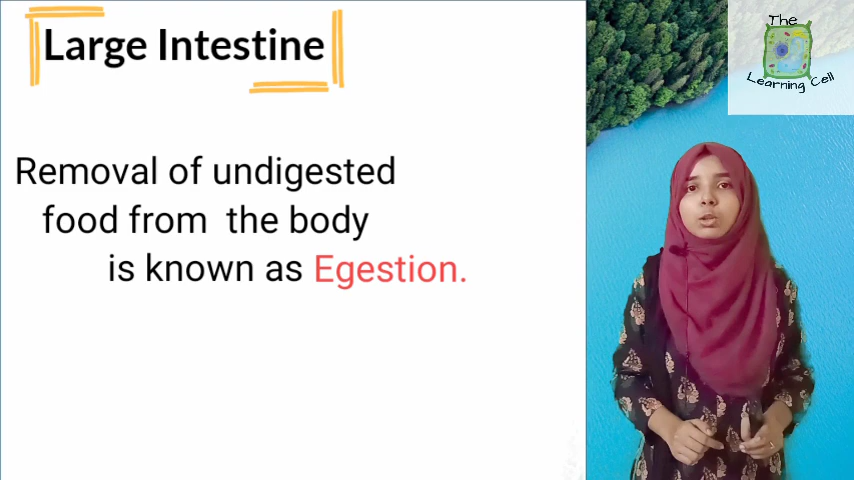 Large Intestine
Removal of undigested
food from the body
is known as Egestion.
The
Learning Cell